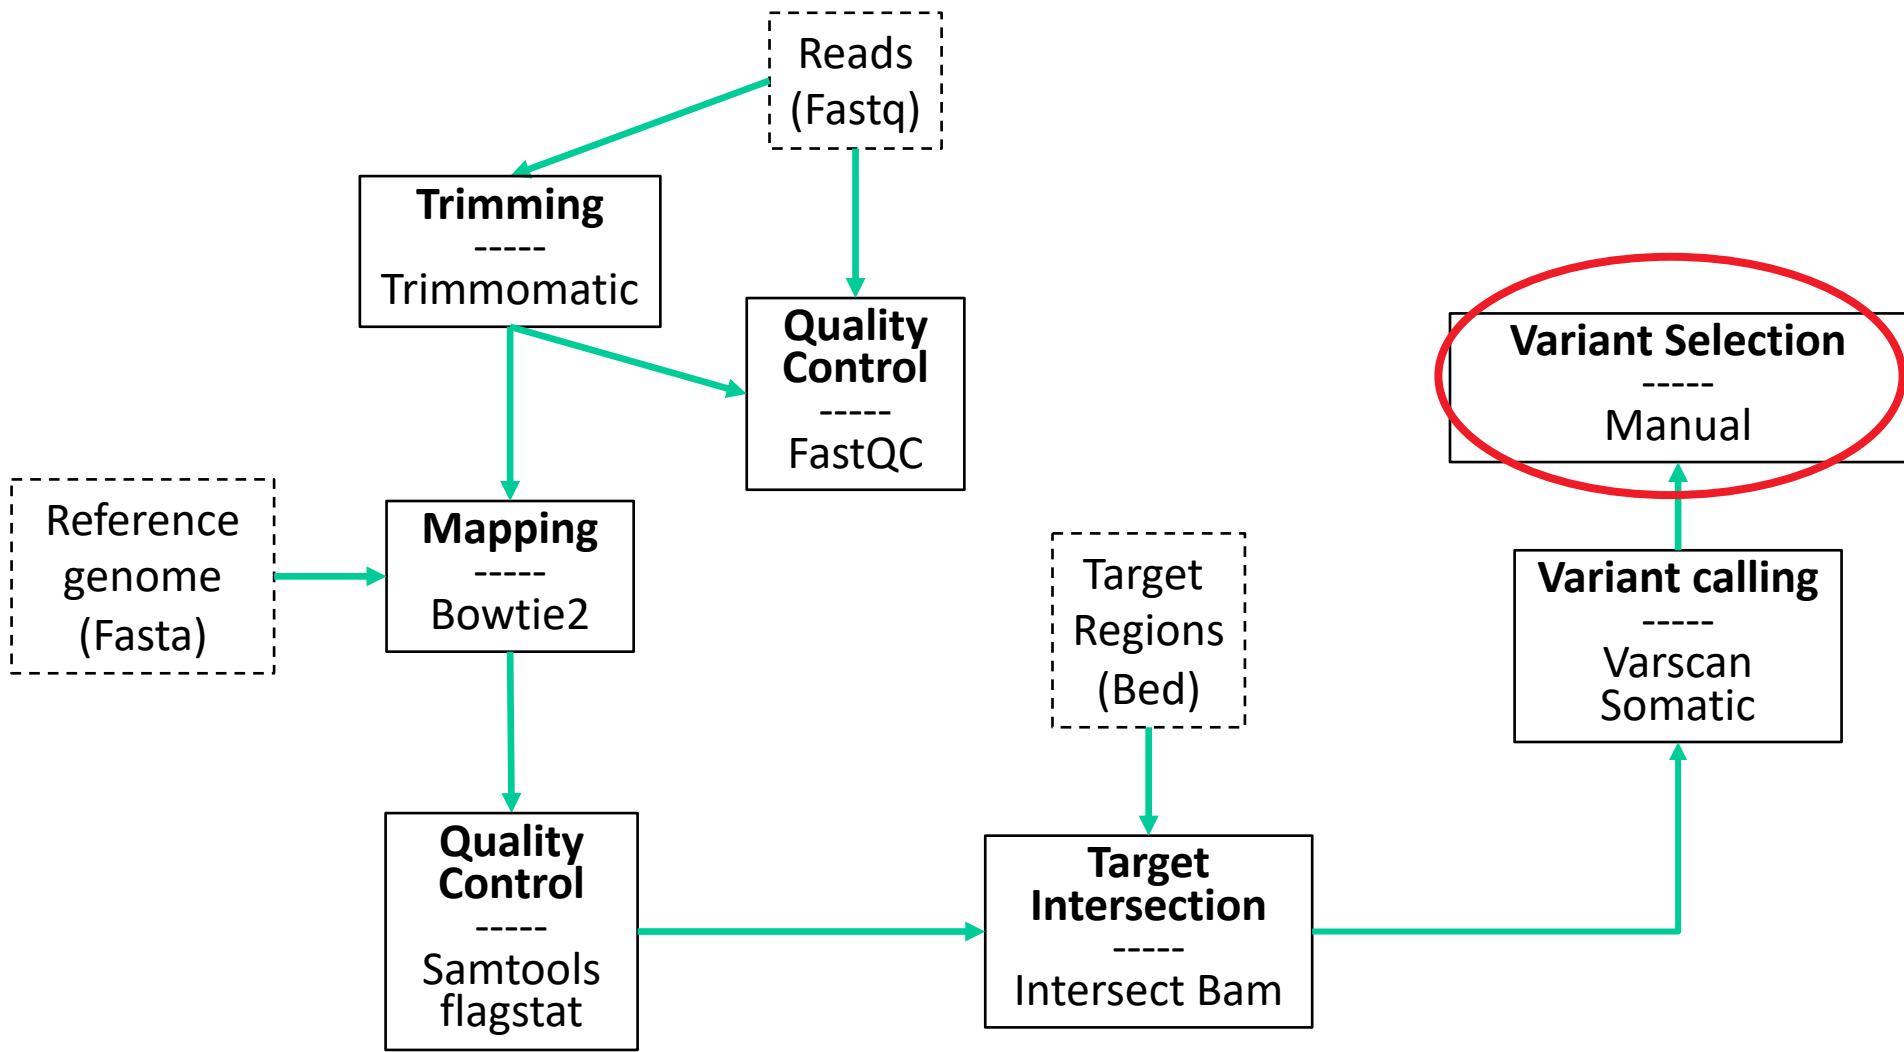 Reads
(Fastq)
Trimming
-----
Trimmomatic
Quality
Control
-----
FastQC
Reference
genome
(Fasta)
Mapping
-----
Bowtie2
Quality
Control
-----
Samtools
flagstat
Target
Regions
(Bed)
Target
Intersection
-----
Intersect Bam
Variant calling
-----
Varscan
Somatic
Variant Selection
-----
Manual